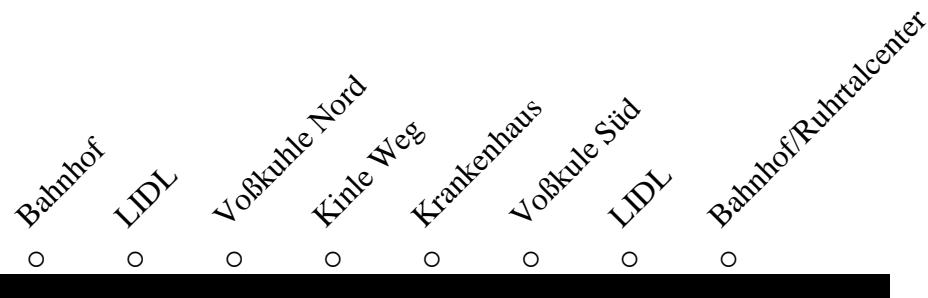 Bahnhof
LIDL
Voßkuhle Nord
Kinle Weg
Krankenhaus
Voßkule Süd
LIDL
Bahnhof/Ruhrtalcenter